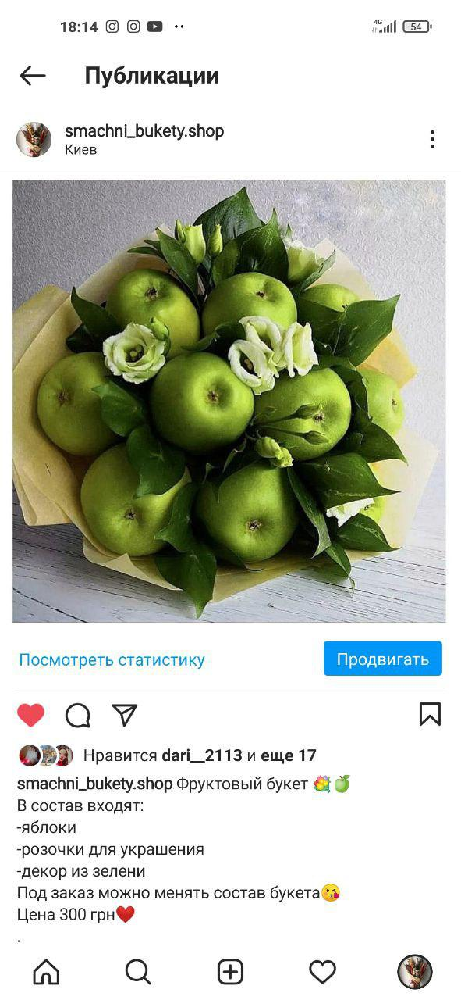 18:14
4G
54
Публикации
smachni_bukety.shop
Киев
Посмотреть статистику
Продвигать
Нравится dari__2113 и еще 17
smachni_bukety.shop Фруктовый букет 💐🍏
В состав входят:
-яблоки
-розочки для украшения
-декор из зелени
Под заказ можно менять состав букета😘
Цена 300 грн❤️
.